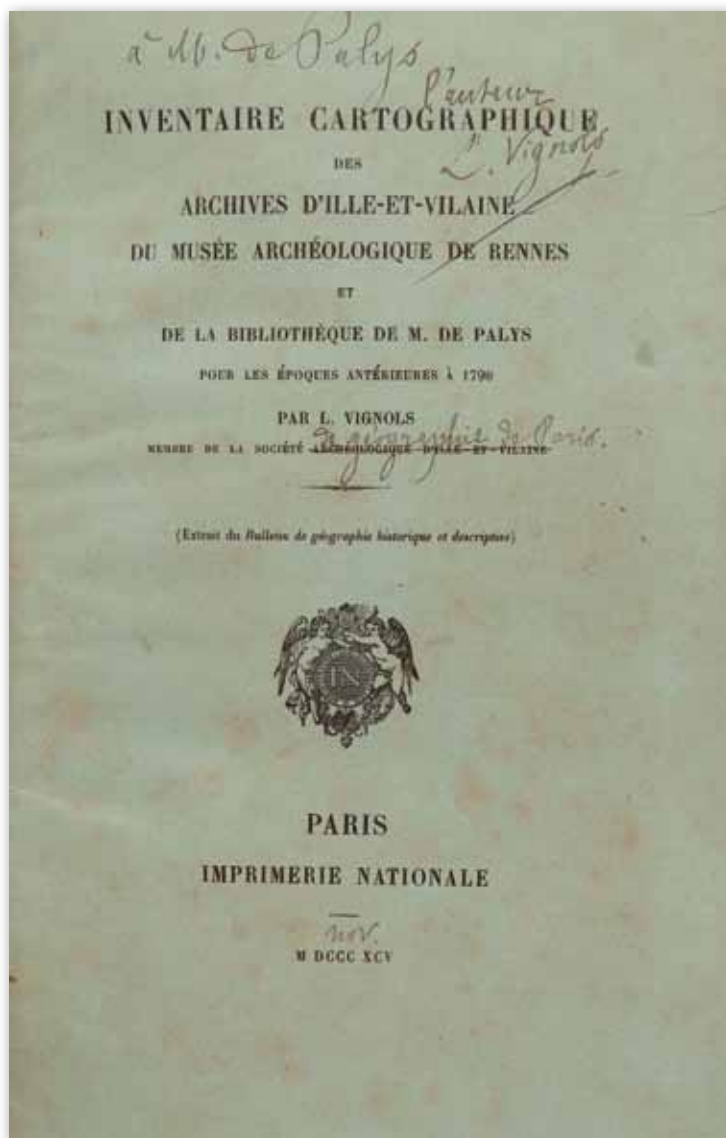 à M. de Palys
l'auteur
INVENTAIRE CARTOGRAPHIQUE
L. Vignols
DES
ARCHIVES D'ILLE-ET-VILAINE
DU MUSÉE ARCHÉOLOGIQUE DE RENNES
ET
DE LA BIBLIOTHÈQUE DE M. DE PALYS
POUR LES ÉPOQUES ANTÉRIEURES À 1790
PAR L. VIGNOLS
de géographie de Paris.
MEMBRE DE LA SOCIÉTÉ ARCHÉOLOGIQUE D'ILLE-ET-VILAINE
(Extrait du Bulletin de géographie historique et descriptive)
IN
PARIS
IMPRIMERIE NATIONALE
nov.
M DCCC XCV